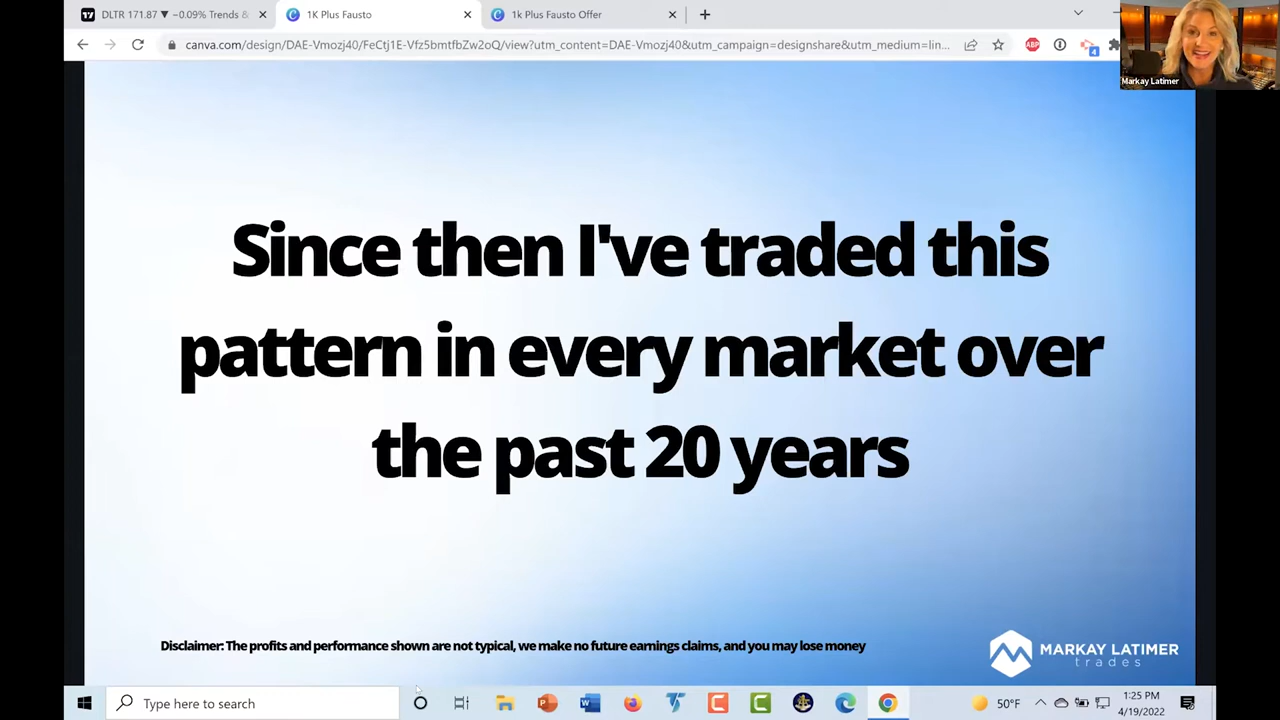 DLTR 171.87 ▼ −0.09% Trends &
1K Plus Fausto
1k Plus Fausto Offer
canva.com/design/DAE-Vmozj40/FeCtj1E-Vfz5bmtfbZw2oQ/view?utm_content=DAE-Vmozj40&utm_campaign=designshare&utm_medium=lin...
ABP
4
Markay Latimer
Since then I've traded this
pattern in every market over
the past 20 years
Disclaimer: The profits and performance shown are not typical, we make no future earnings claims, and you may lose money
MARKAY LATIMER
trades
Type here to search
50°F
1:25 PM
4/19/2022